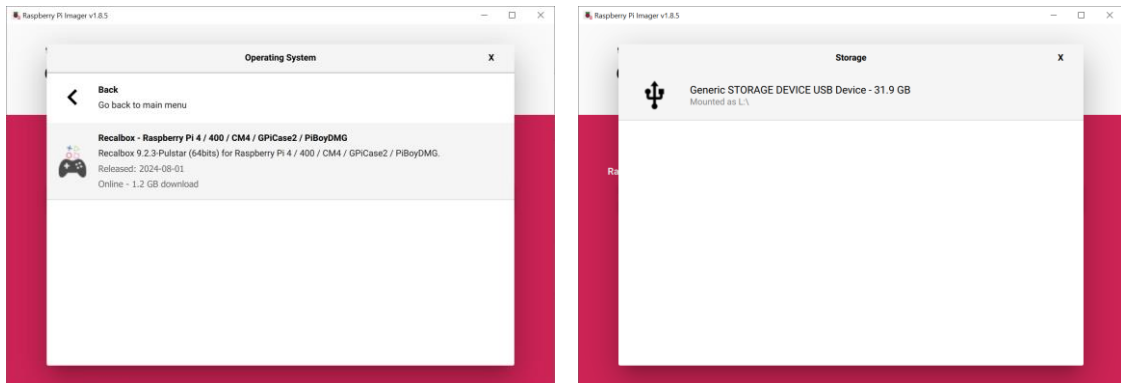 Raspberry Pi Imager v1.8.5
Operating System
X
Back
Go back to main menu
Recalbox - Raspberry Pi 4 / 400 / CM4 / GPiCase2 / PiBoyDMG
Recalbox 9.2.3-Pulstar (64bits) for Raspberry Pi 4 / 400 / CM4 / GPiCase2 / PiBoyDMG.
Released: 2024-08-01
Online - 1.2 GB download
Raspberry Pi Imager v1.8.5
Storage
X
Generic STORAGE DEVICE USB Device - 31.9 GB
Mounted as L:\
Ra